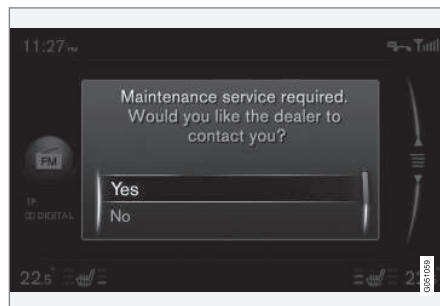 11:27
Maintenance service required.
Would you like the dealer to
contact you?
FM
Yes
No
TP
DIGITAL
22.5
22
G051059